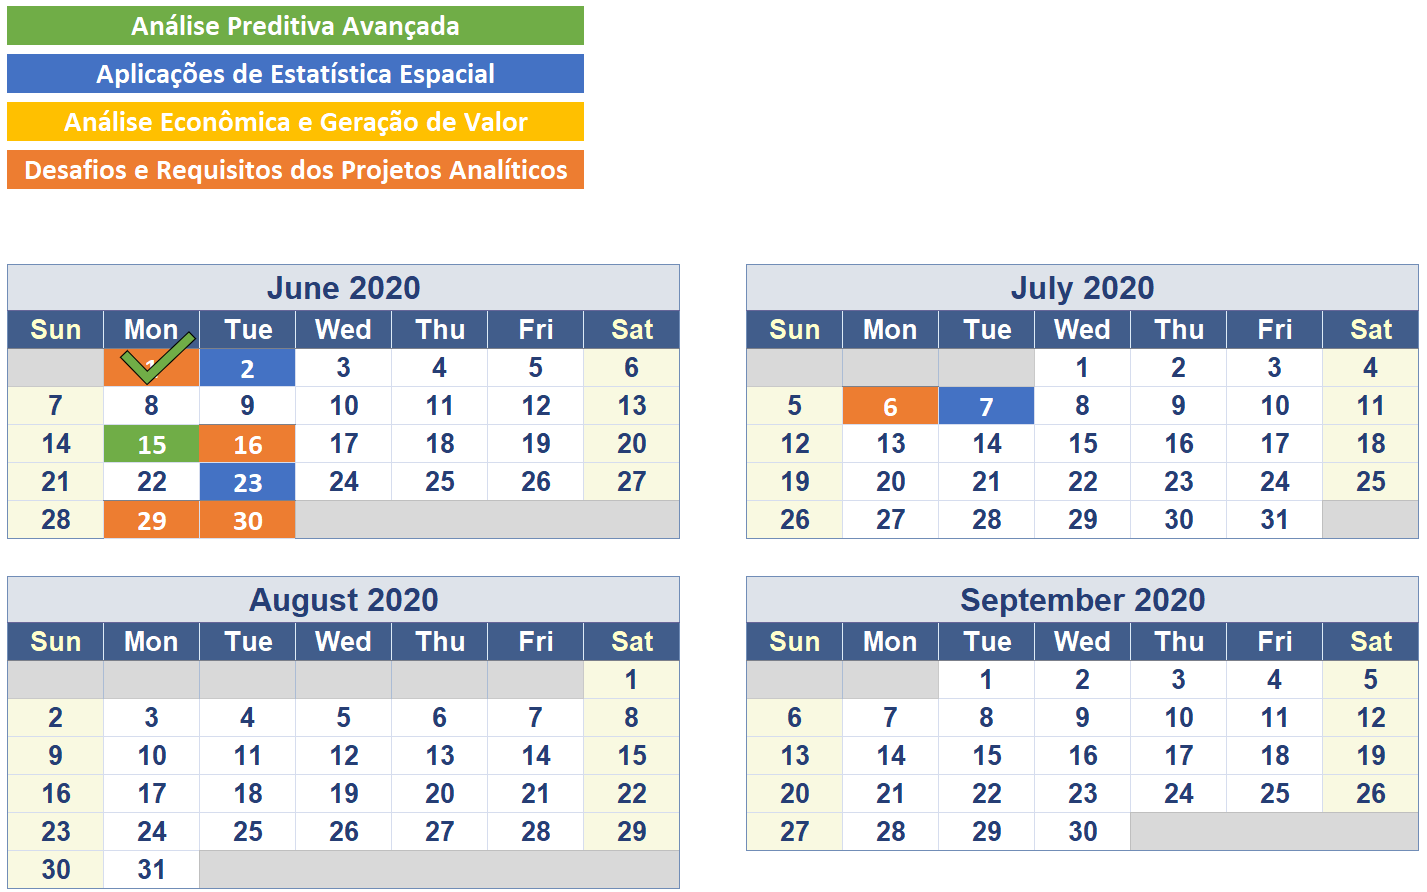 Análise Preditiva Avançada
Aplicações de Estatística Espacial
Análise Econômica e Geração de Valor
Desafios e Requisitos dos Projetos Analíticos
June 2020
Sun Mon Tue Wed Thu Fri Sat
2 3 4 5 6
7 8 9 10 11 12 13
14 15 16 17 18 19 20
21 22 23 24 25 26 27
28 29 30
July 2020
Sun Mon Tue Wed Thu Fri Sat
1 2 3 4
5 6 7 8 9 10 11
12 13 14 15 16 17 18
19 20 21 22 23 24 25
26 27 28 29 30 31
August 2020
Sun Mon Tue Wed Thu Fri Sat
1
2 3 4 5 6 7 8
9 10 11 12 13 14 15
16 17 18 19 20 21 22
23 24 25 26 27 28 29
30 31
September 2020
Sun Mon Tue Wed Thu Fri Sat
1 2 3 4 5
6 7 8 9 10 11 12
13 14 15 16 17 18 19
20 21 22 23 24 25 26
27 28 29 30